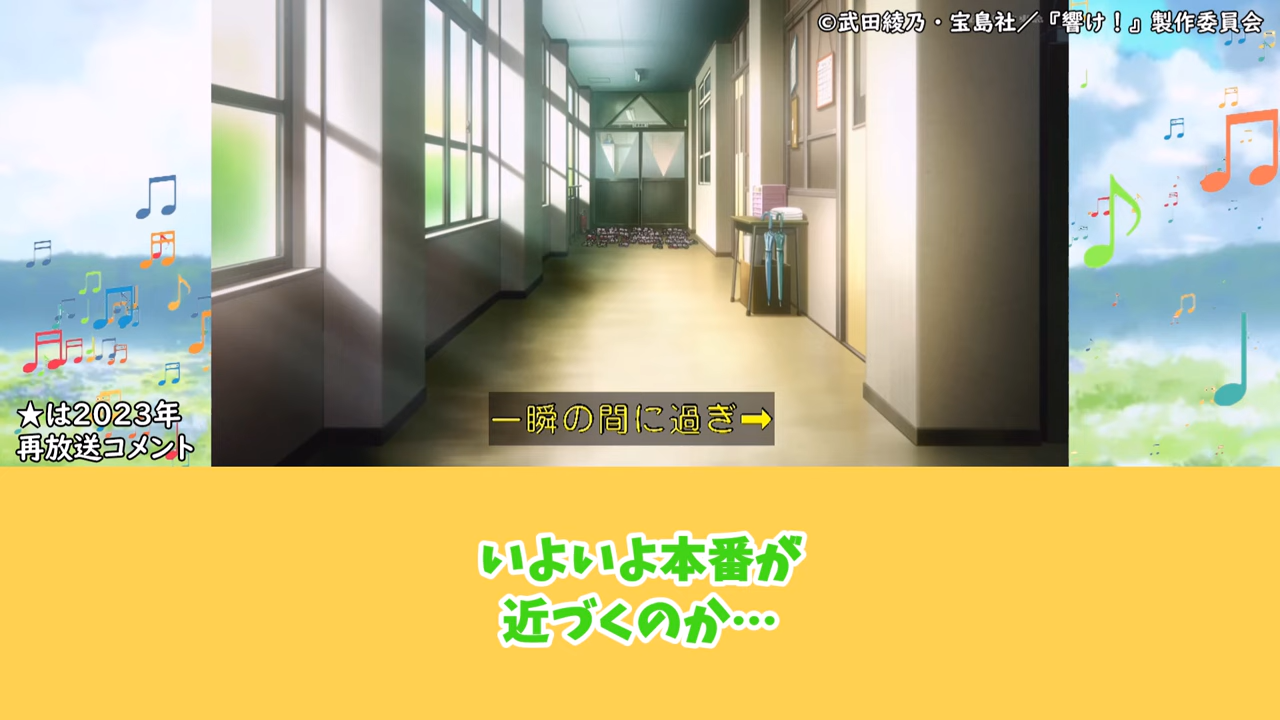 ©武田綾乃・宝島社／『響け！』製作委員会
★は2023年
再放送コメント
一瞬の間に過ぎ➡
いよいよ本番が
近づくのか…